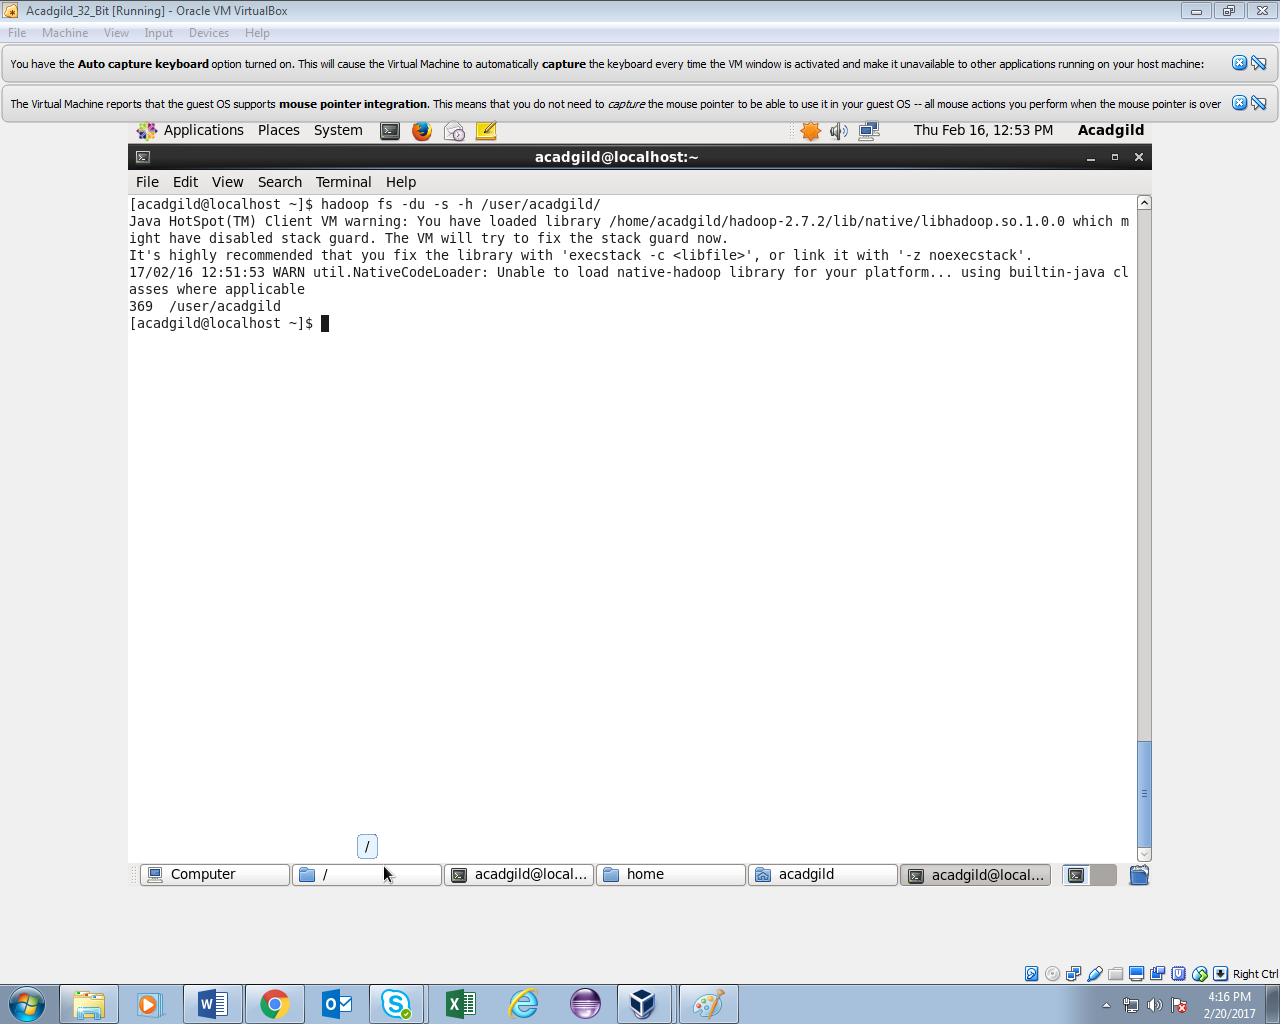 Acadgild_32_Bit [Running] - Oracle VM VirtualBox
File Machine View Input Devices Help
You have the Auto capture keyboard option turned on. This will cause the Virtual Machine to automatically capture the keyboard every time the VM window is activated and make it unavailable to other applications running on your host machine:
The Virtual Machine reports that the guest OS supports mouse pointer integration. This means that you do not need to capture the mouse pointer to be able to use it in your guest OS -- all mouse actions you perform when the mouse pointer is over
Applications Places System Thu Feb 16, 12:53 PM Acadgild
acadgild@localhost:~
File Edit View Search Terminal Help
[acadgild@localhost ~]$ hadoop fs -du -s -h /user/acadgild/
Java HotSpot(TM) Client VM warning: You have loaded library /home/acadgild/hadoop-2.7.2/lib/native/libhadoop.so.1.0.0 which m
ight have disabled stack guard. The VM will try to fix the stack guard now.
It's highly recommended that you fix the library with 'execstack -c <libfile>', or link it with '-z noexecstack'.
17/02/16 12:51:53 WARN util.NativeCodeLoader: Unable to load native-hadoop library for your platform... using builtin-java cl
asses where applicable
369  /user/acadgild
[acadgild@localhost ~]$
/
Computer / acadgild@local... home acadgild acadgild@local...
Right Ctrl
4:16 PM
2/20/2017